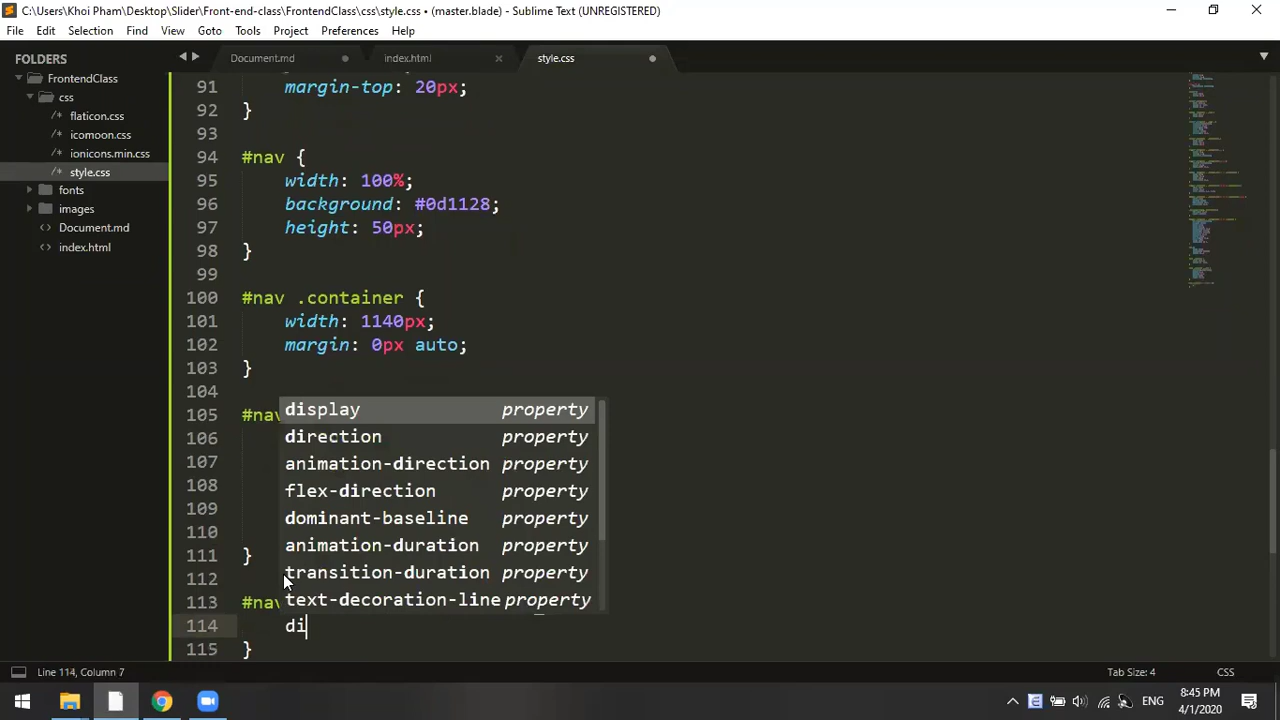 C:\Users\Khoi Pham\Desktop\Slider\Front-end-class\FrontendClass\css\style.css • (master.blade) - Sublime Text (UNREGISTERED)
File Edit Selection Find View Goto Tools Project Preferences Help
FOLDERS
FrontendClass
css
/* flaticon.css
/* icomoon.css
/* ionicons.min.css
/* style.css
fonts
images
<> Document.md
<> index.html
Document.md index.html style.css
91 margin-top: 20px;
92 }
93
94 #nav {
95 width: 100%;
96 background: #0d1128;
97 height: 50px;
98 }
99
100 #nav .container {
101 width: 1140px;
102 margin: 0px auto;
103 }
104
105 #nav
106
107
108
109
110
111 }
112
113 #nav
114 di
115 }
display property
direction property
animation-direction property
flex-direction property
dominant-baseline property
animation-duration property
transition-duration property
text-decoration-line property
Line 114, Column 7 Tab Size: 4 CSS
ENG
8:45 PM
4/1/2020